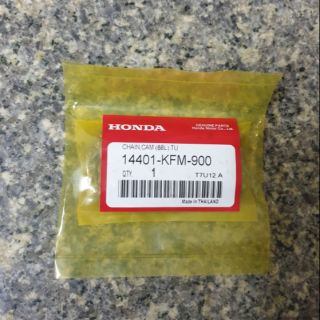 HONDA
GENUINE PARTS
Honda Motor Co., Ltd.
CHAIN,CAM (88L):TU
14401-KFM-900
QTY. 1
T7U12 A
Made in THAILAND